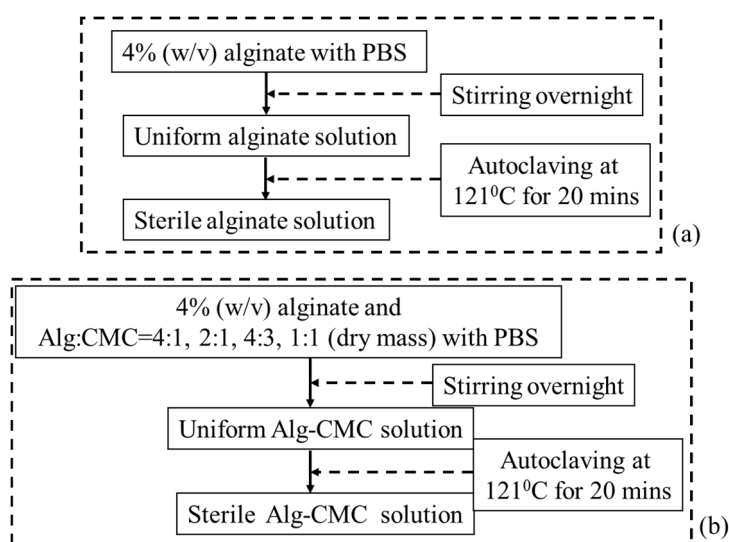 4% (w/v) alginate with PBS
Stirring overnight
Uniform alginate solution
Autoclaving at
121⁰C for 20 mins
Sterile alginate solution
(a)
4% (w/v) alginate and
Alg:CMC=4:1, 2:1, 4:3, 1:1 (dry mass) with PBS
Stirring overnight
Uniform Alg-CMC solution
Autoclaving at
121⁰C for 20 mins
Sterile Alg-CMC solution
(b)